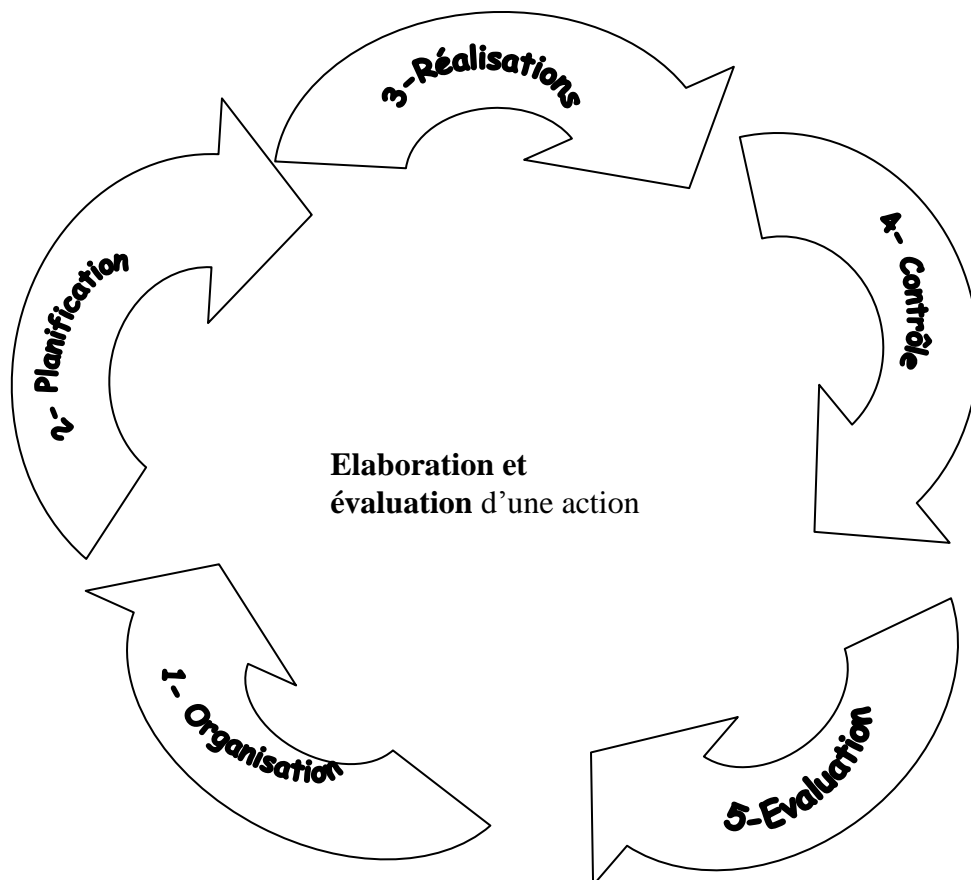 3-Réalisations
4- Contrôle
2- Planification
Elaboration et
évaluation d’une action
1- Organisation
5-Evaluation